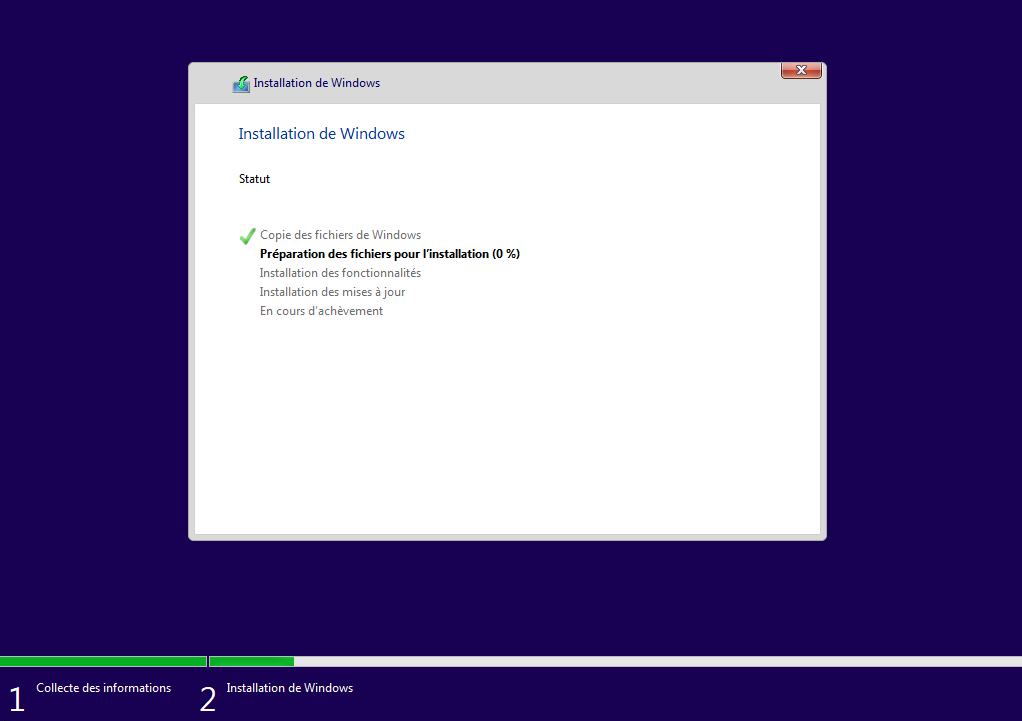 Installation de Windows
Installation de Windows
Statut
Copie des fichiers de Windows
Préparation des fichiers pour l'installation (0 %)
Installation des fonctionnalités
Installation des mises à jour
En cours d'achèvement
1 Collecte des informations 2 Installation de Windows